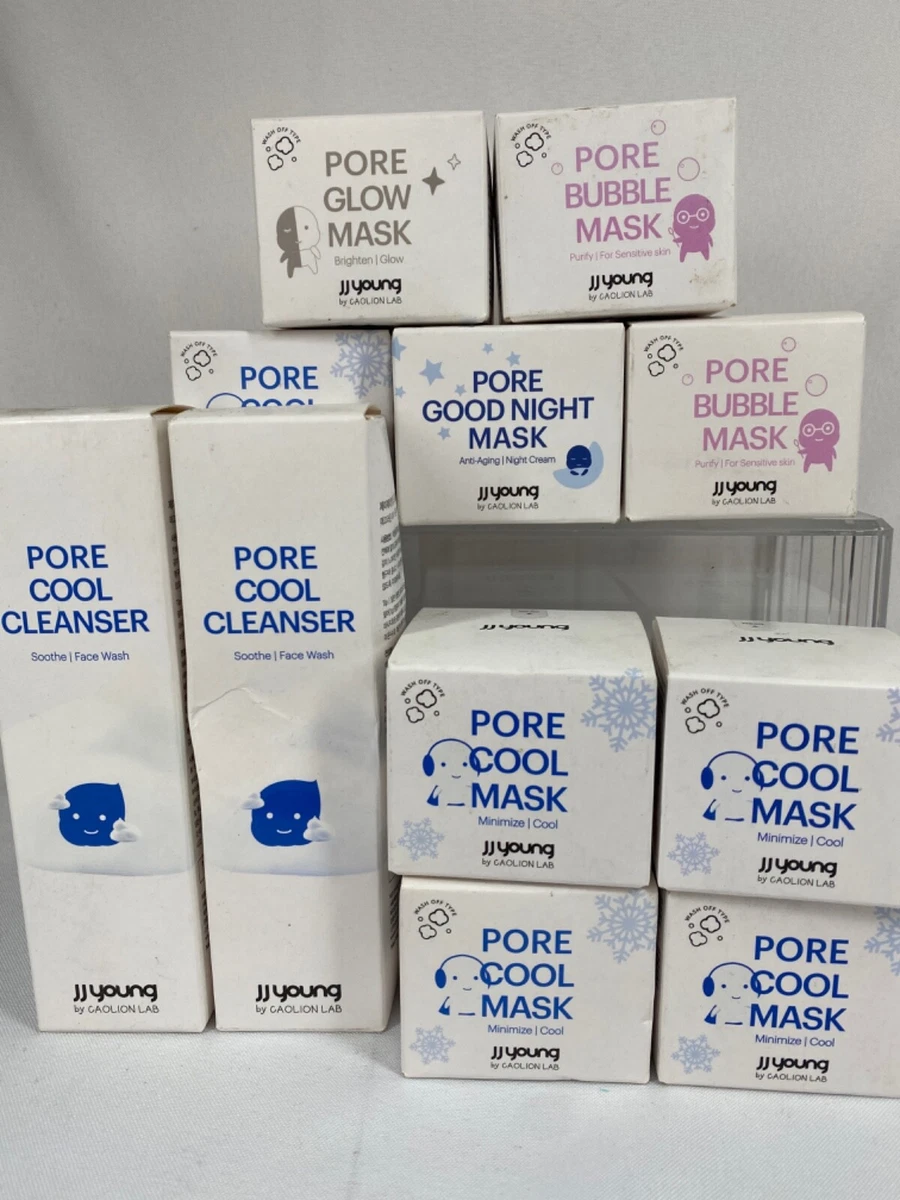 WASH OFF TYPE
PORE
GLOW
MASK
Brighten | Glow
JJ young
by CAOLION LAB
WASH OFF TYPE
PORE
BUBBLE
MASK
Purify | For Sensitive skin
JJ young
by CAOLION LAB
WASH OFF TYPE
PORE
COOL
PORE
GOOD NIGHT
MASK
Anti-Aging | Night Cream
JJ young
by CAOLION LAB
WASH OFF TYPE
PORE
BUBBLE
MASK
Purify | For Sensitive skin
JJ young
by CAOLION LAB
PORE
COOL
CLEANSER
Soothe | Face Wash
JJ young
by CAOLION LAB
PORE
COOL
CLEANSER
Soothe | Face Wash
JJ young
by CAOLION LAB
JJ young
WASH OFF TYPE
PORE
COOL
MASK
Minimize | Cool
JJ young
by CAOLION LAB
JJ young
WASH OFF TYPE
PORE
COOL
MASK
Minimize | Cool
JJ young
by CAOLION LAB
WASH OFF TYPE
PORE
COOL
MASK
Minimize | Cool
JJ young
by CAOLION LAB
WASH OFF TYPE
PORE
COOL
MASK
Minimize | Cool
JJ young
by CAOLION LAB